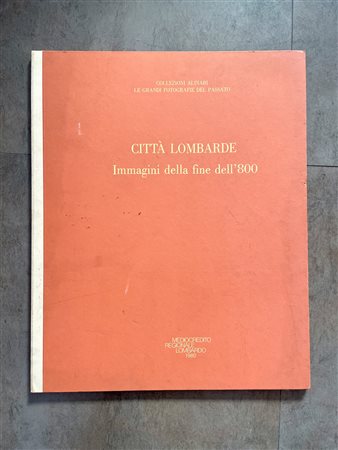 COLLEZIONI ALINARI
LE GRANDI FOTOGRAFIE DEL PASSATO
CITTÀ LOMBARDE
Immagini della fine dell'800
MEDIOCREDITO
REGIONALE
LOMBARDO
1980